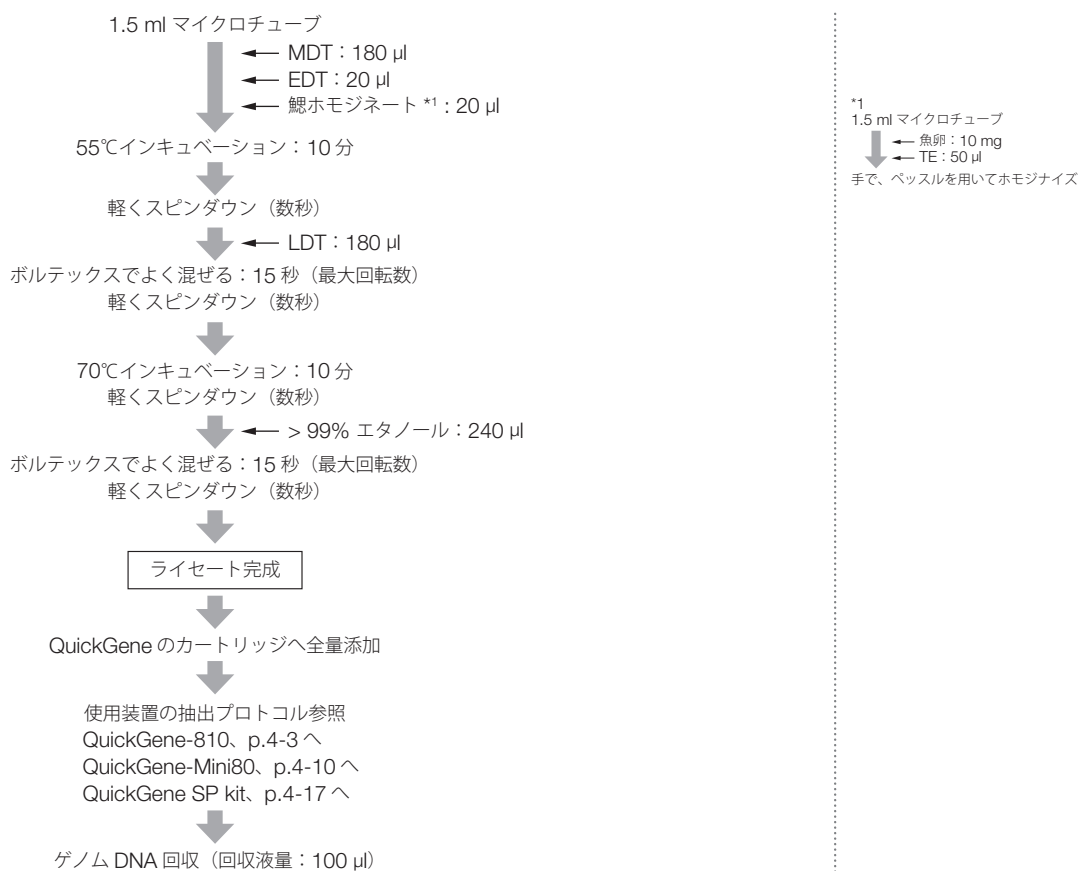 1.5 ml マイクロチューブ
MDT：180 μl
EDT：20 μl
鰓ホモジネート *1 : 20 μl
55℃インキュベーション：10 分
軽くスピンダウン（数秒）
LDT：180 μl
ボルテックスでよく混ぜる：15 秒（最大回転数）
軽くスピンダウン（数秒）
70℃インキュベーション：10 分
軽くスピンダウン（数秒）
> 99% エタノール：240 μl
ボルテックスでよく混ぜる：15 秒（最大回転数）
軽くスピンダウン（数秒）
ライセート完成
QuickGene のカートリッジへ全量添加
使用装置の抽出プロトコル参照
QuickGene-810、p.4-3 へ
QuickGene-Mini80、p.4-10 へ
QuickGene SP kit、p.4-17 へ
ゲノム DNA 回収（回収液量：100 μl）
*1
1.5 ml マイクロチューブ
魚卵：10 mg
TE：50 μl
手で、ペッスルを用いてホモジナイズ